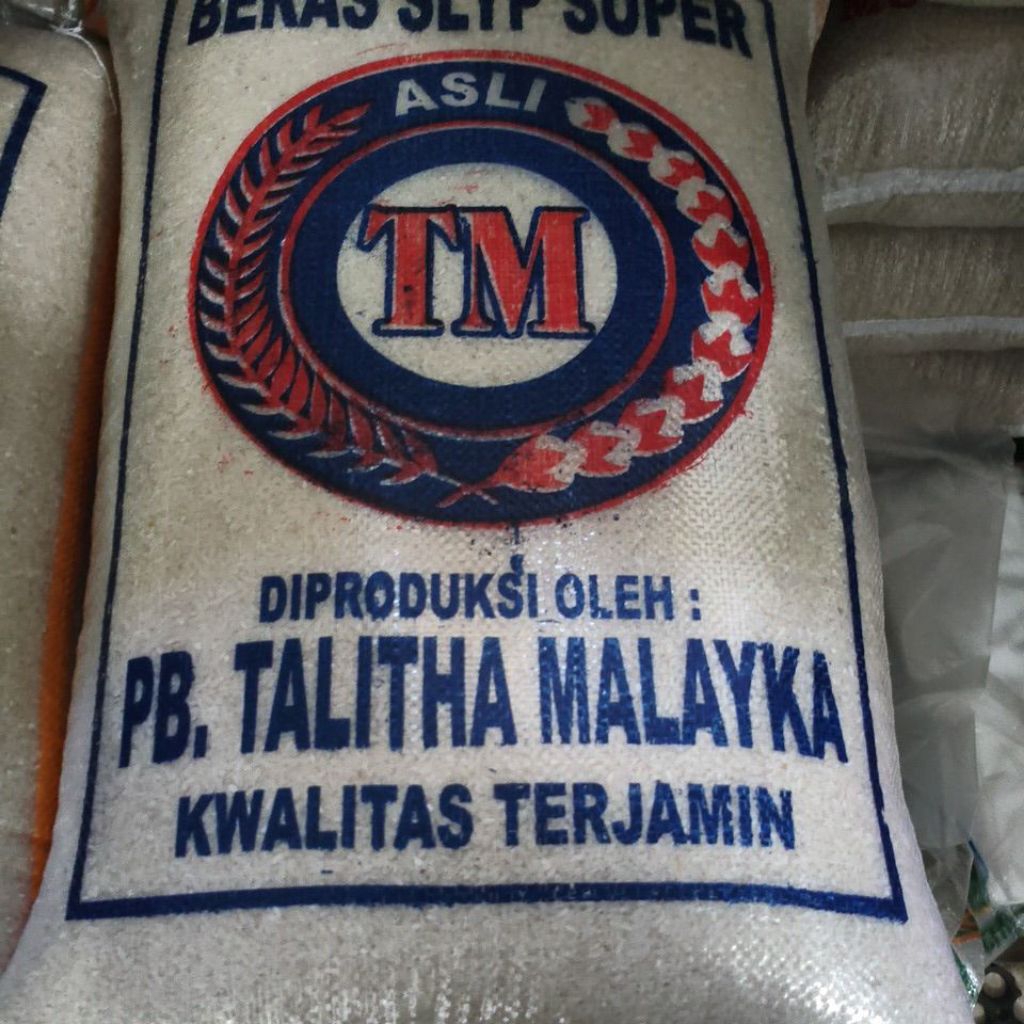 BERAS SLYP SUPER
ASLI
TM
DIPRODUKSI OLEH :
PB. TALITHA MALAYKA
KWALITAS TERJAMIN